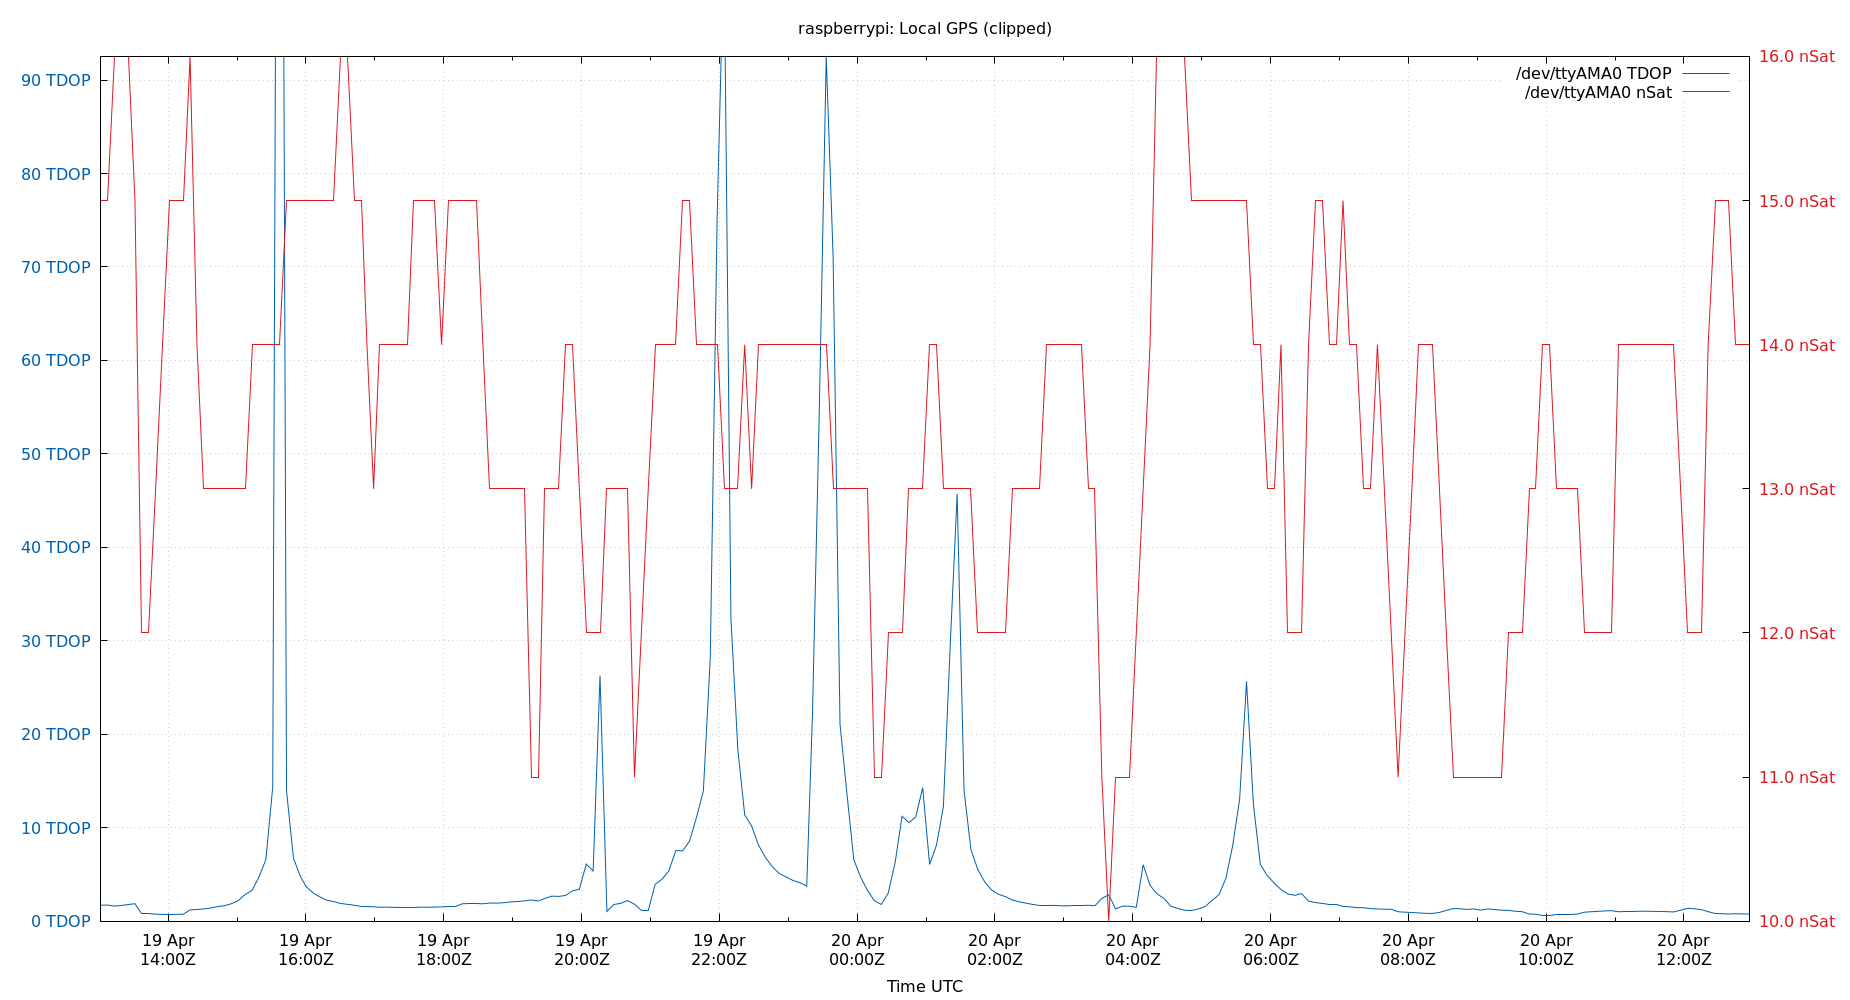 raspberrypi: Local GPS (clipped)
/dev/ttyAMA0 TDOP
/dev/ttyAMA0 nSat
90 TDOP
80 TDOP
70 TDOP
60 TDOP
50 TDOP
40 TDOP
30 TDOP
20 TDOP
10 TDOP
0 TDOP
16.0 nSat
15.0 nSat
14.0 nSat
13.0 nSat
12.0 nSat
11.0 nSat
10.0 nSat
19 Apr
14:00Z
19 Apr
16:00Z
19 Apr
18:00Z
19 Apr
20:00Z
19 Apr
22:00Z
20 Apr
00:00Z
20 Apr
02:00Z
20 Apr
04:00Z
20 Apr
06:00Z
20 Apr
08:00Z
20 Apr
10:00Z
20 Apr
12:00Z
Time UTC